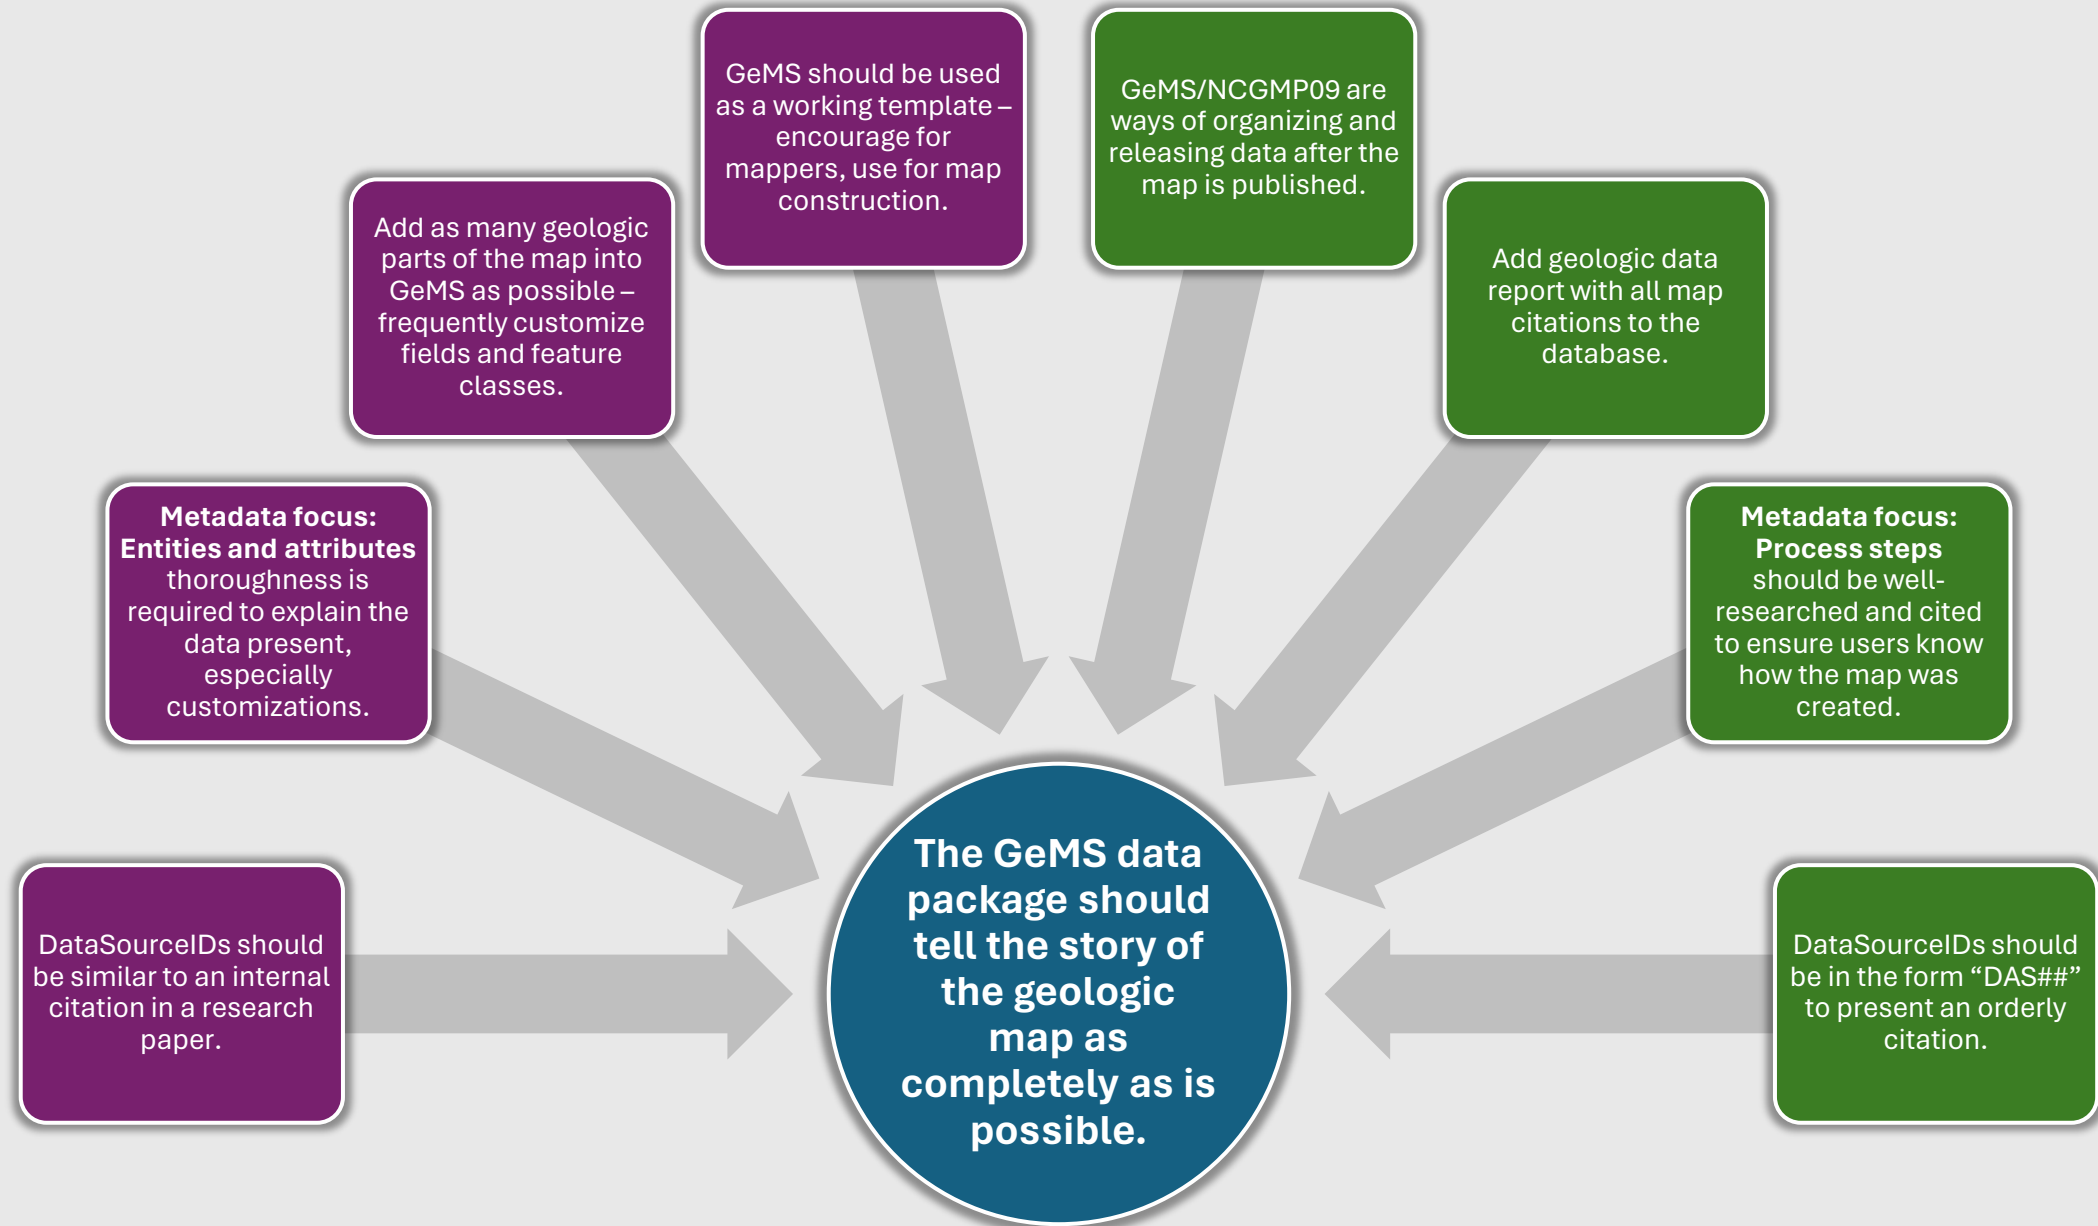 GeMS should be used
as a working template –
encourage for
mappers, use for map
construction.
GeMS/NCGMP09 are
ways of organizing and
releasing data after the
map is published.
Add as many geologic
parts of the map into
GeMS as possible –
frequently customize
fields and feature
classes.
Add geologic data
report with all map
citations to the
database.
Metadata focus:
Entities and attributes
thoroughness is
required to explain the
data present,
especially
customizations.
Metadata focus:
Process steps
should be well-
researched and cited
to ensure users know
how the map was
created.
DataSourceIDs should
be similar to an internal
citation in a research
paper.
The GeMS data
package should
tell the story of
the geologic
map as
completely as is
possible.
DataSourceIDs should
be in the form “DAS##”
to present an orderly
citation.